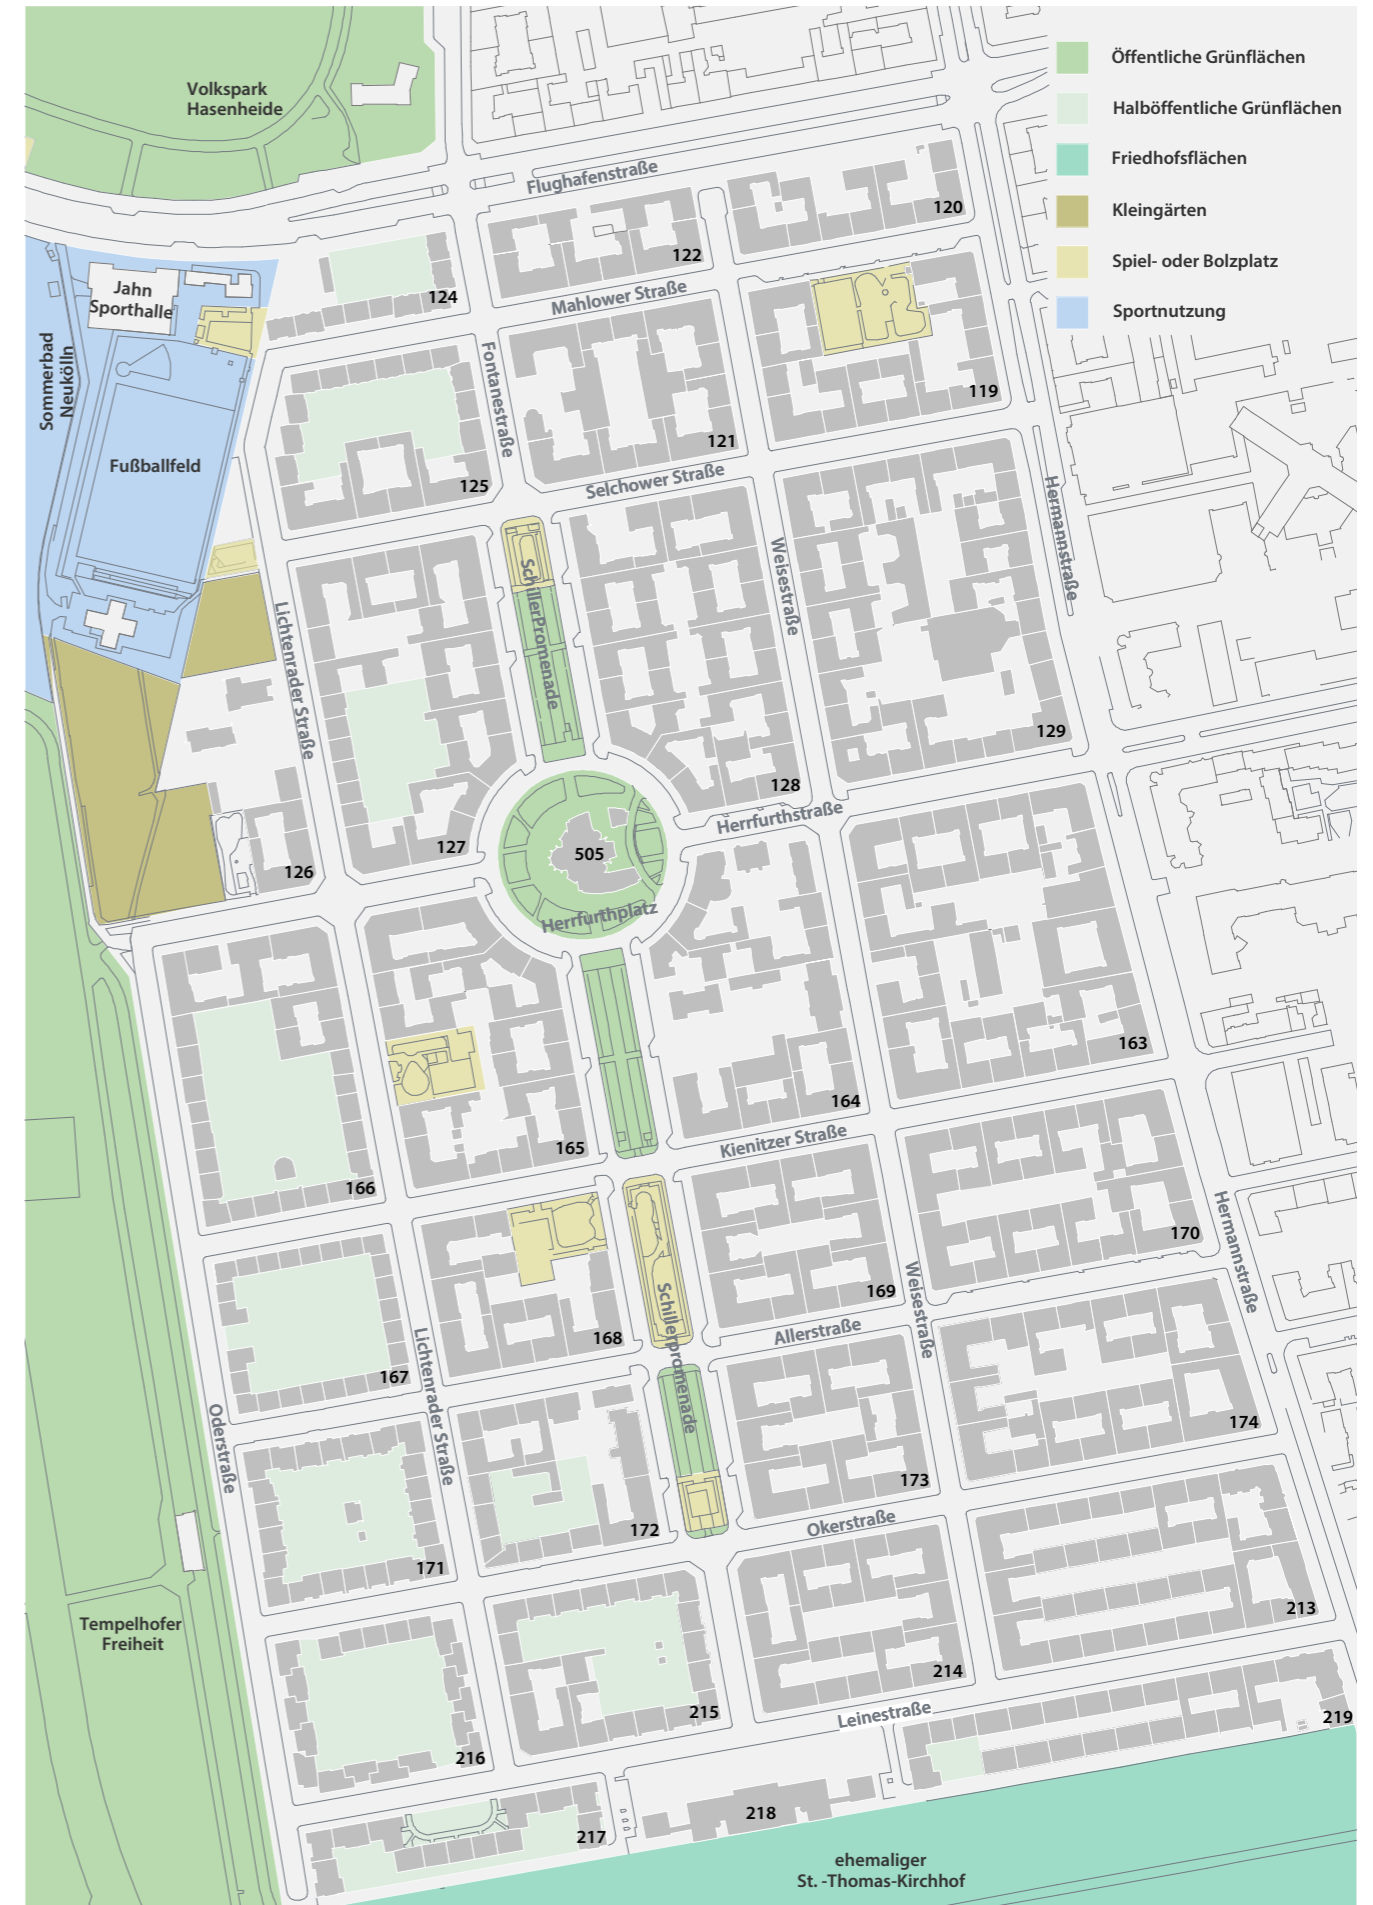 Volkspark
Hasenheide
Öffentliche Grünflächen
Halböffentliche Grünflächen
Friedhofsflächen
Kleingärten
Spiel- oder Bolzplatz
Sportnutzung
Flughafenstraße
120
122
124
Mahlower Straße
Jahn
Sporthalle
Sommerbad
Neukölln
Fontanestraße
119
121
Fußballfeld
125
Selchower Straße
Hermannstraße
Weisestraße
SchillerPromenade
Lichtenrader Straße
129
128
Herrfurthstraße
127
505
126
Herrfurthplatz
163
164
Kienitzer Straße
165
166
170
Hermannstraße
169
Weisestraße
Schillerpromenade
168
Allerstraße
167
Lichtenrader Straße
Oderstraße
174
173
Okerstraße
172
171
213
Tempelhofer
Freiheit
214
215
Leinestraße
219
216
218
217
ehemaliger
St. -Thomas-Kirchhof